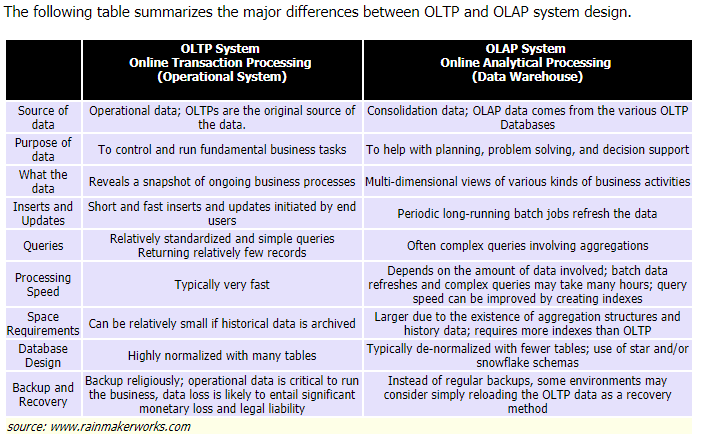 The following table summarizes the major differences between OLTP and OLAP system design.
OLTP System
Online Transaction Processing
(Operational System)
OLAP System
Online Analytical Processing
(Data Warehouse)
Source of
data
Operational data; OLTPs are the original source of
the data.
Consolidation data; OLAP data comes from the various OLTP
Databases
Purpose of
data
To control and run fundamental business tasks
To help with planning, problem solving, and decision support
What the
data
Reveals a snapshot of ongoing business processes
Multi-dimensional views of various kinds of business activities
Inserts and
Updates
Short and fast inserts and updates initiated by end
users
Periodic long-running batch jobs refresh the data
Queries
Relatively standardized and simple queries
Returning relatively few records
Often complex queries involving aggregations
Processing
Speed
Typically very fast
Depends on the amount of data involved; batch data
refreshes and complex queries may take many hours; query
speed can be improved by creating indexes
Space
Requirements
Can be relatively small if historical data is archived
Larger due to the existence of aggregation structures and
history data; requires more indexes than OLTP
Database
Design
Highly normalized with many tables
Typically de-normalized with fewer tables; use of star and/or
snowflake schemas
Backup and
Recovery
Backup religiously; operational data is critical to run
the business, data loss is likely to entail significant
monetary loss and legal liability
Instead of regular backups, some environments may
consider simply reloading the OLTP data as a recovery
method
source: www.rainmakerworks.com